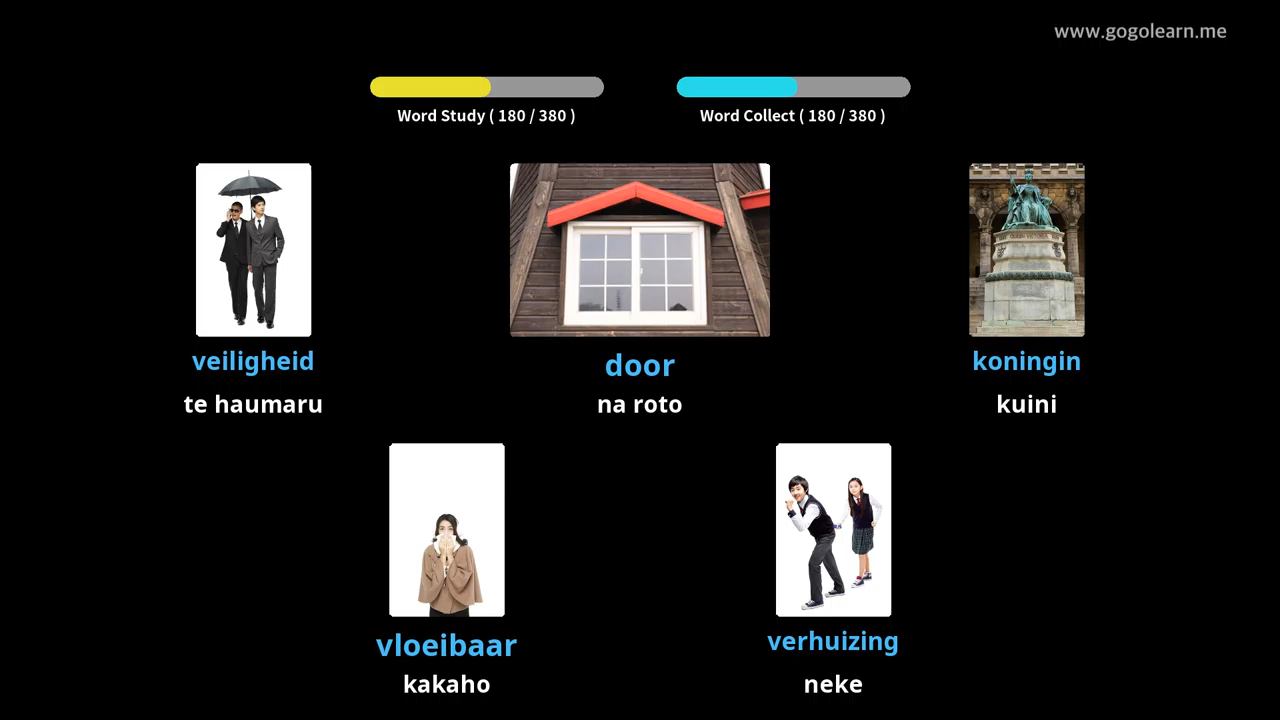 www.gogolearn.me
Word Study ( 180 / 380 )
Word Collect ( 180 / 380 )
veiligheid
te haumaru
door
na roto
koningin
kuini
vloeibaar
kakaho
verhuizing
neke